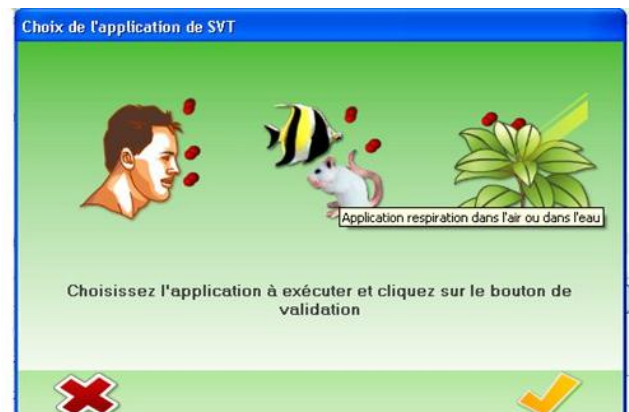 Choix de l'application de SVT
Application respiration dans l'air ou dans l'eau
Choisissez l'application à exécuter et cliquez sur le bouton de
validation